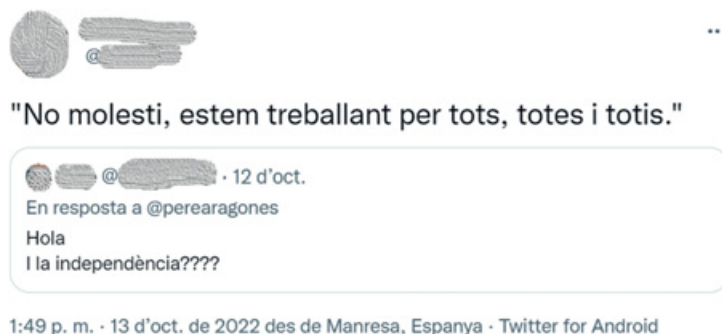 @
"No molesti, estem treballant per tots, totes i totis."
@ · 12 d'oct.
En resposta a @perearagones
Hola
I la independència????
1:49 p. m. · 13 d'oct. de 2022 des de Manresa, Espanya · Twitter for Android